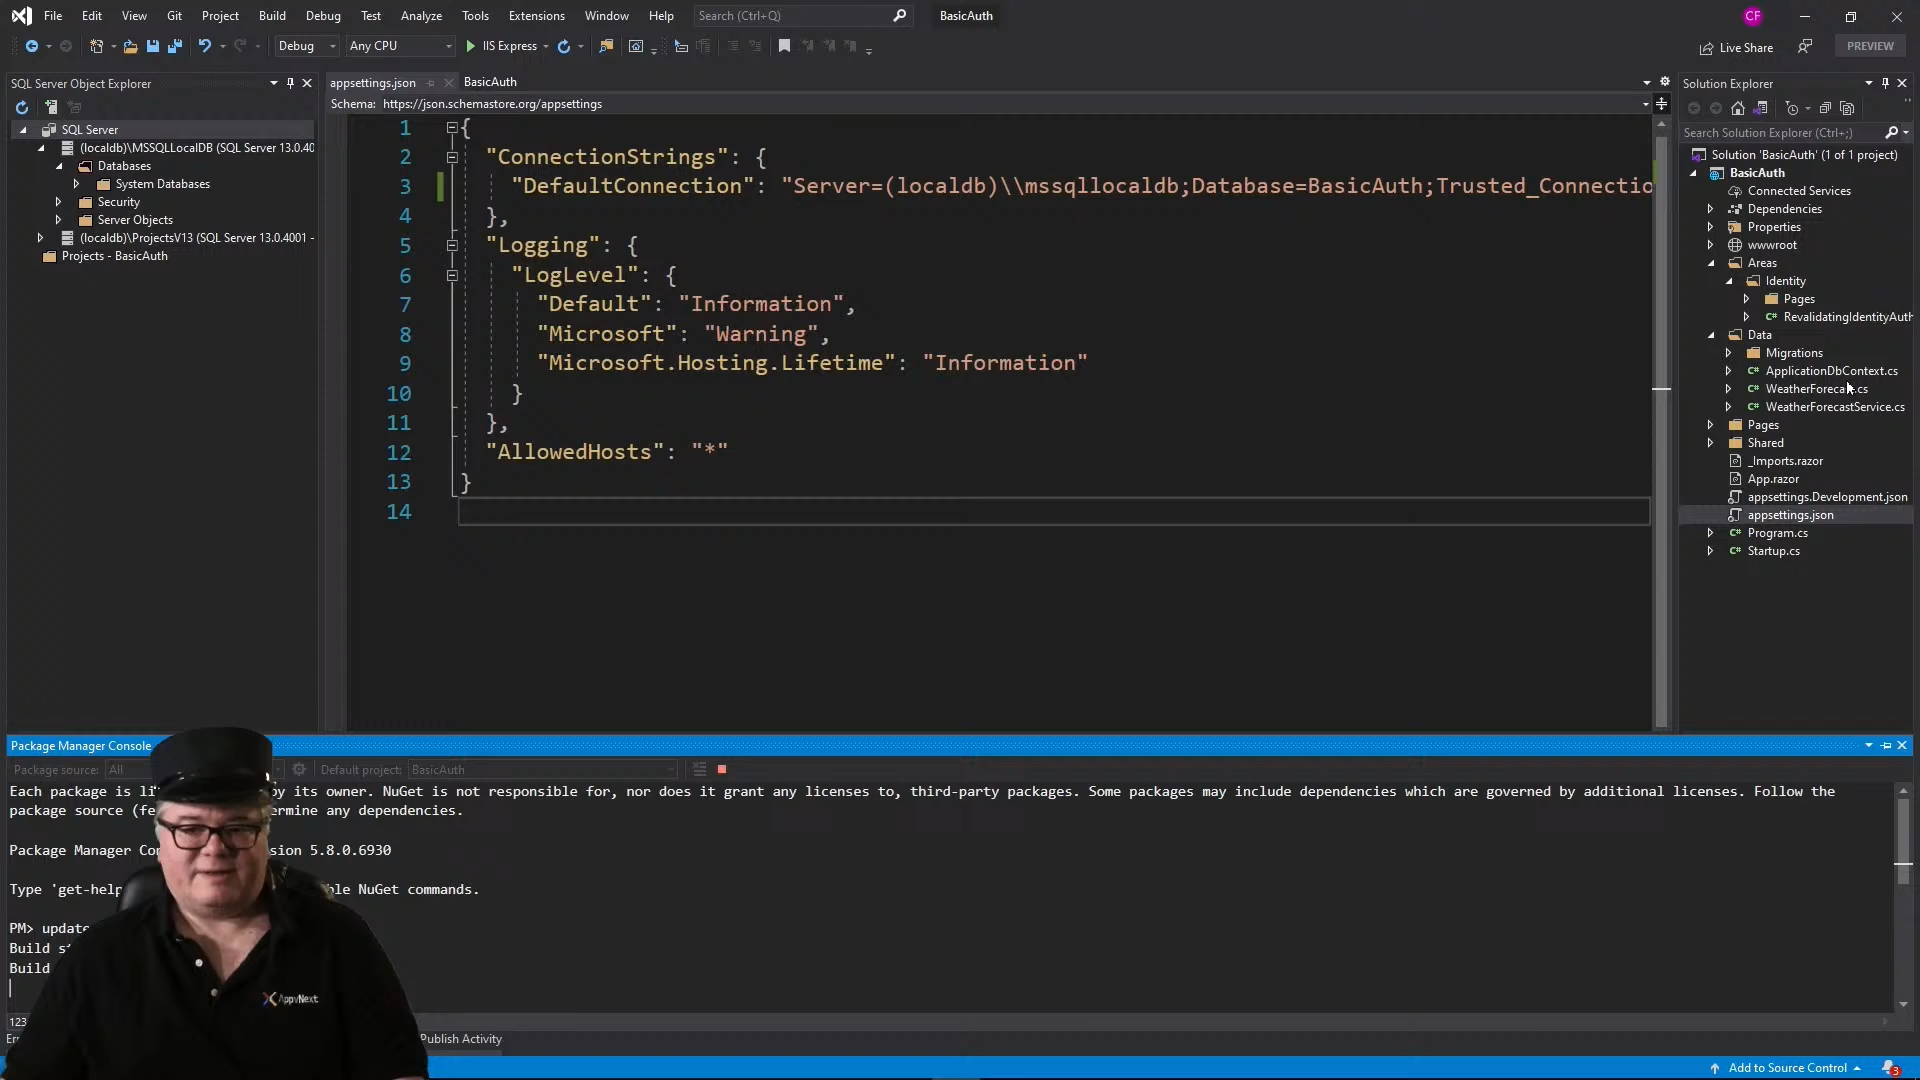 File Edit View Git Project Build Debug Test Analyze Tools Extensions Window Help Search (Ctrl+Q) BasicAuth CF
Debug Any CPU IIS Express Live Share PREVIEW
SQL Server Object Explorer
SQL Server
(localdb)\MSSQLLocalDB (SQL Server 13.0.40
Databases
System Databases
Security
Server Objects
(localdb)\ProjectsV13 (SQL Server 13.0.4001 -
Projects - BasicAuth
appsettings.json BasicAuth
Schema: https://json.schemastore.org/appsettings
1 {
2 "ConnectionStrings": {
3 "DefaultConnection": "Server=(localdb)\\mssqllocaldb;Database=BasicAuth;Trusted_Connectio
4 },
5 "Logging": {
6 "LogLevel": {
7 "Default": "Information",
8 "Microsoft": "Warning",
9 "Microsoft.Hosting.Lifetime": "Information"
10 }
11 },
12 "AllowedHosts": "*"
13 }
14
Solution Explorer
Search Solution Explorer (Ctrl+;)
Solution 'BasicAuth' (1 of 1 project)
BasicAuth
Connected Services
Dependencies
Properties
wwwroot
Areas
Identity
Pages
RevalidatingIdentityAuth
Data
Migrations
C# ApplicationDbContext.cs
C# WeatherForecast.cs
C# WeatherForecastService.cs
Pages
Shared
_Imports.razor
App.razor
appsettings.Development.json
appsettings.json
C# Program.cs
C# Startup.cs
Package Manager Console
Package source: All Default project: BasicAuth
Each package is li by its owner. NuGet is not responsible for, nor does it grant any licenses to, third-party packages. Some packages may include dependencies which are governed by additional licenses. Follow the
package source (fe ermine any dependencies.
Package Manager Co sion 5.8.0.6930
Type 'get-help ble NuGet commands.
PM> update
Build st
Build
AppvNext
123
Er Publish Activity
Add to Source Control 3